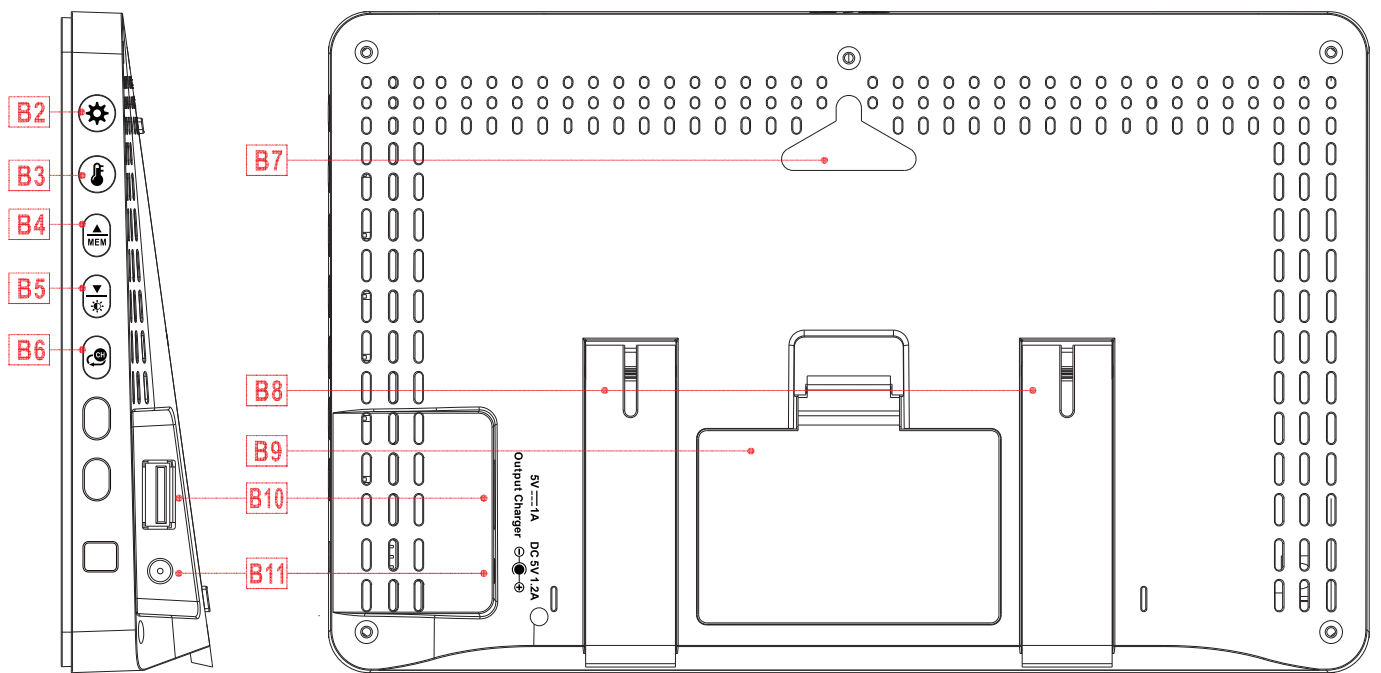 B2
B3
B4
MEM
B5
B6
CH
B7
B8
B9
B10
B11
5V⎓1A
Output Charger
DC 5V 1.2A